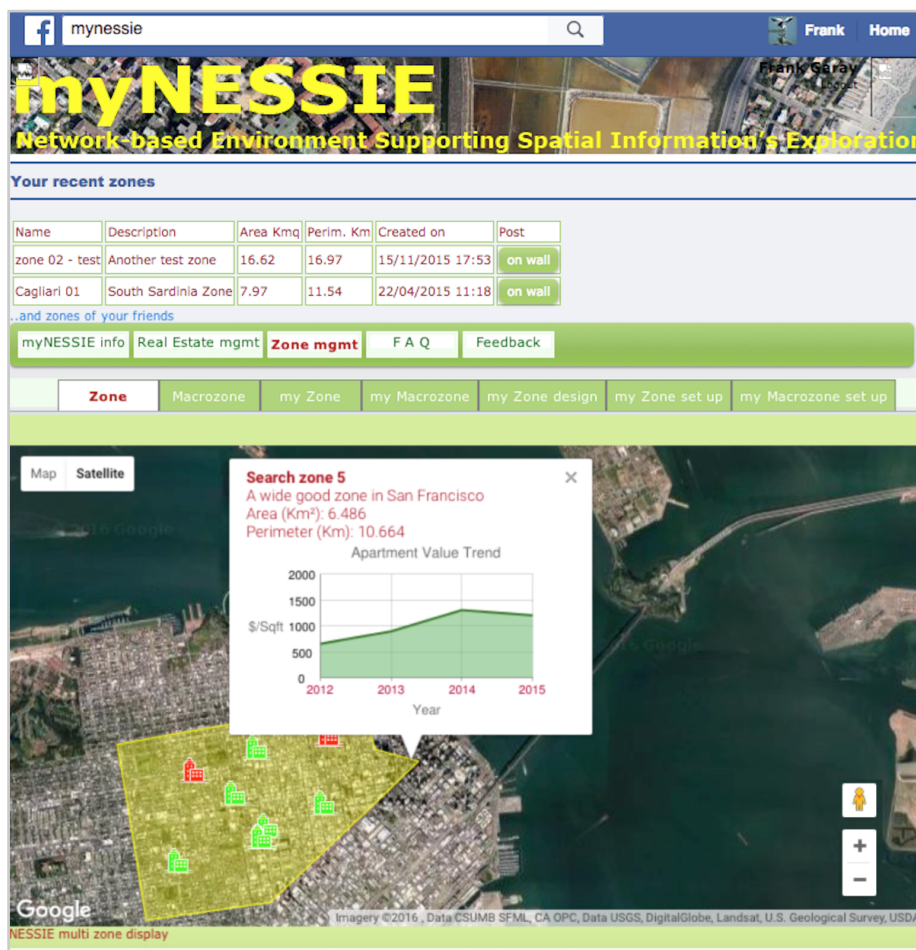 f mynessie Frank Home
myNESSIE Frank Garay
Logout
Network-based Environment Supporting Spatial Information's Exploration
Your recent zones
Name Description Area Kmq Perim. Km Created on Post
zone 02 - test Another test zone 16.62 16.97 15/11/2015 17:53 on wall
Cagliari 01 South Sardinia Zone 7.97 11.54 22/04/2015 11:18 on wall
..and zones of your friends
myNESSIE info Real Estate mgmt Zone mgmt F A Q Feedback
Zone Macrozone my Zone my Macrozone my Zone design my Zone set up my Macrozone set up
Map Satellite
Search zone 5
A wide good zone in San Francisco
Area (Km²): 6.486
Perimeter (Km): 10.664
Apartment Value Trend
2000
1500
$/Sqft 1000
500
0
2012 2013 2014 2015
Year
+
−
Google
Imagery ©2016 , Data CSUMB SFML, CA OPC, Data USGS, DigitalGlobe, Landsat, U.S. Geological Survey, USDA
NESSIE multi zone display